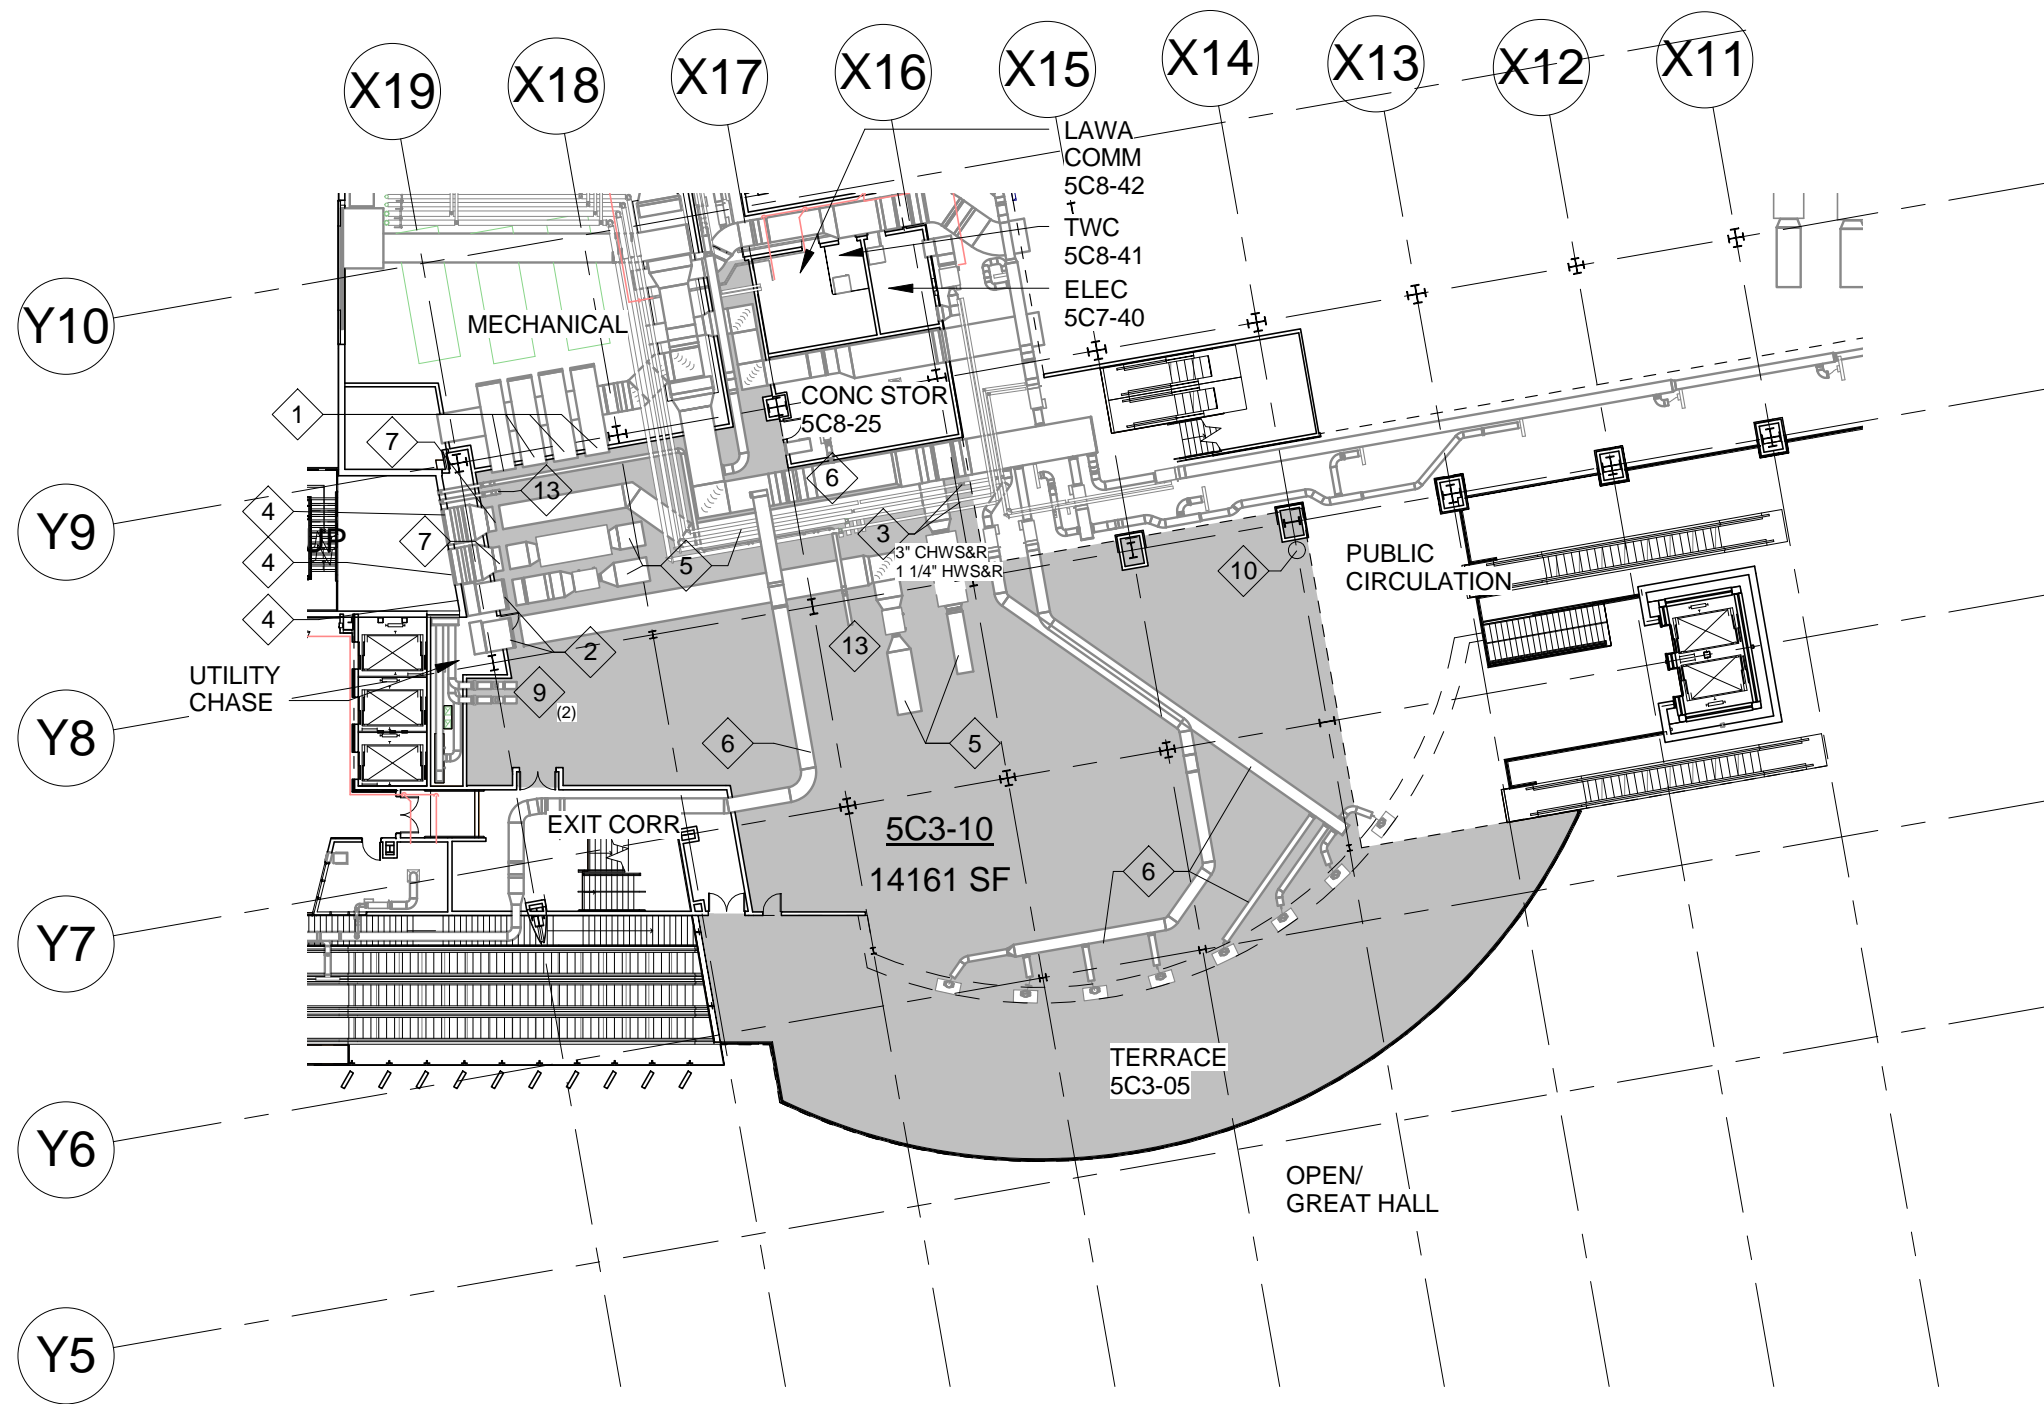 X19
X18
X17
X16
X15
X14
X13
X12
X11
LAWA
COMM
5C8-42
TWC
5C8-41
ELEC
5C7-40
Y10
MECHANICAL
CONC STOR
5C8-25
1
7
6
13
4
Y9
UP
7
3
5
3" CHWS&R
1 1/4" HWS&R
10
PUBLIC
CIRCULATION
4
4
2
13
UTILITY
CHASE
9
(2)
Y8
6
5
EXIT CORR
5C3-10
14161 SF
6
Y7
TERRACE
5C3-05
Y6
OPEN/
GREAT HALL
Y5